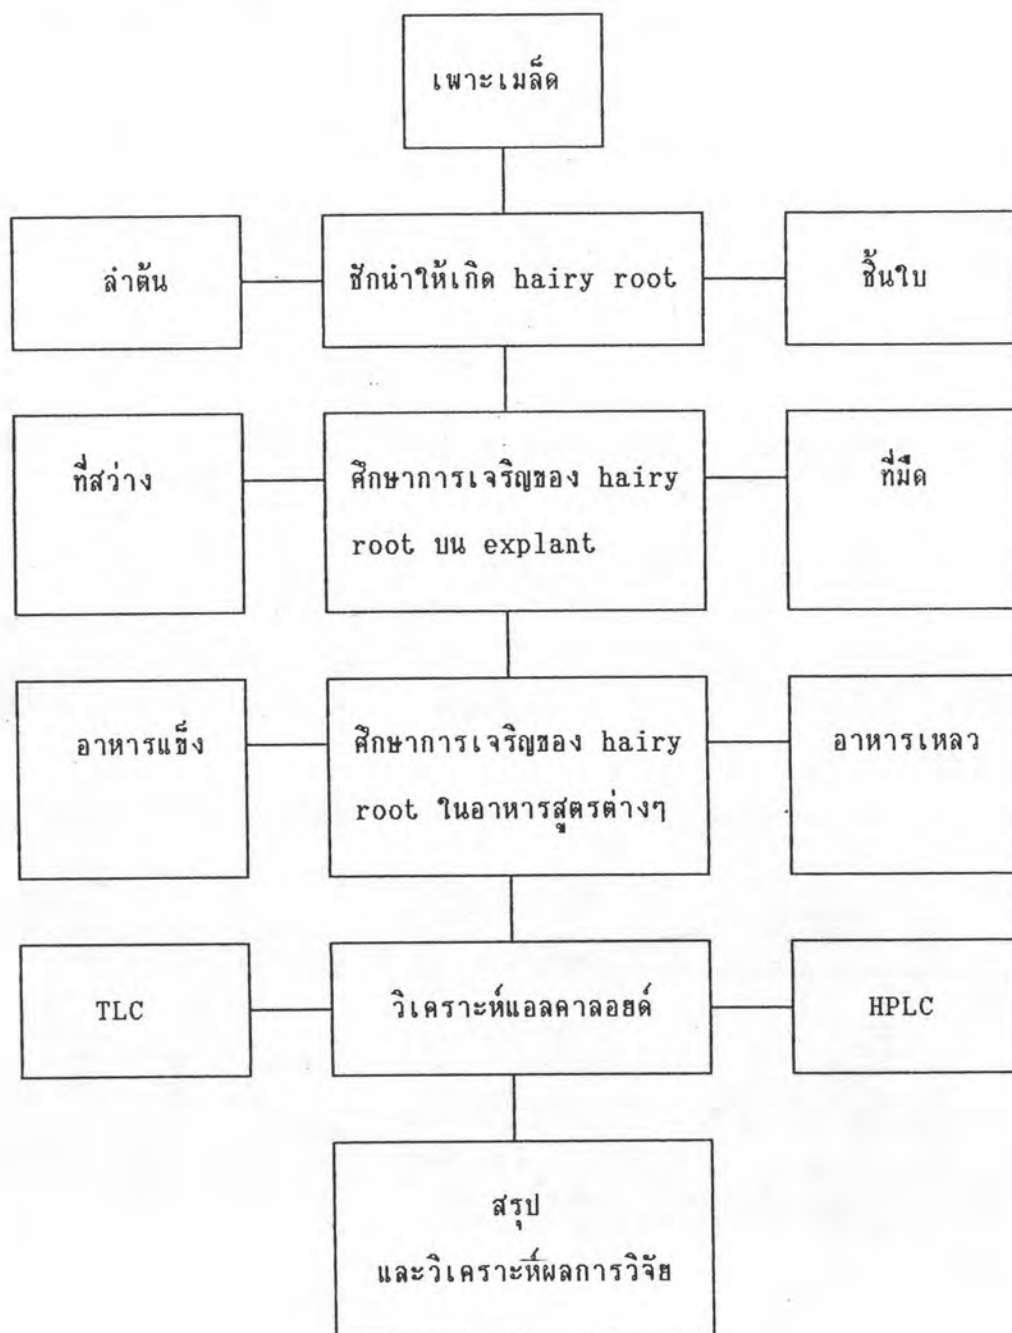 เพาะเมล็ด
ลำต้น
ชักนำให้เกิด hairy root
ชิ้นใบ
ที่สว่าง
ศึกษาการเจริญของ hairy
root บน explant
ที่มืด
อาหารแข็ง
ศึกษาการเจริญของ hairy
root ในอาหารสูตรต่างๆ
อาหารเหลว
TLC
วิเคราะห์แอลคาลอยด์
HPLC
สรุป
และวิเคราะห์ผลการวิจัย